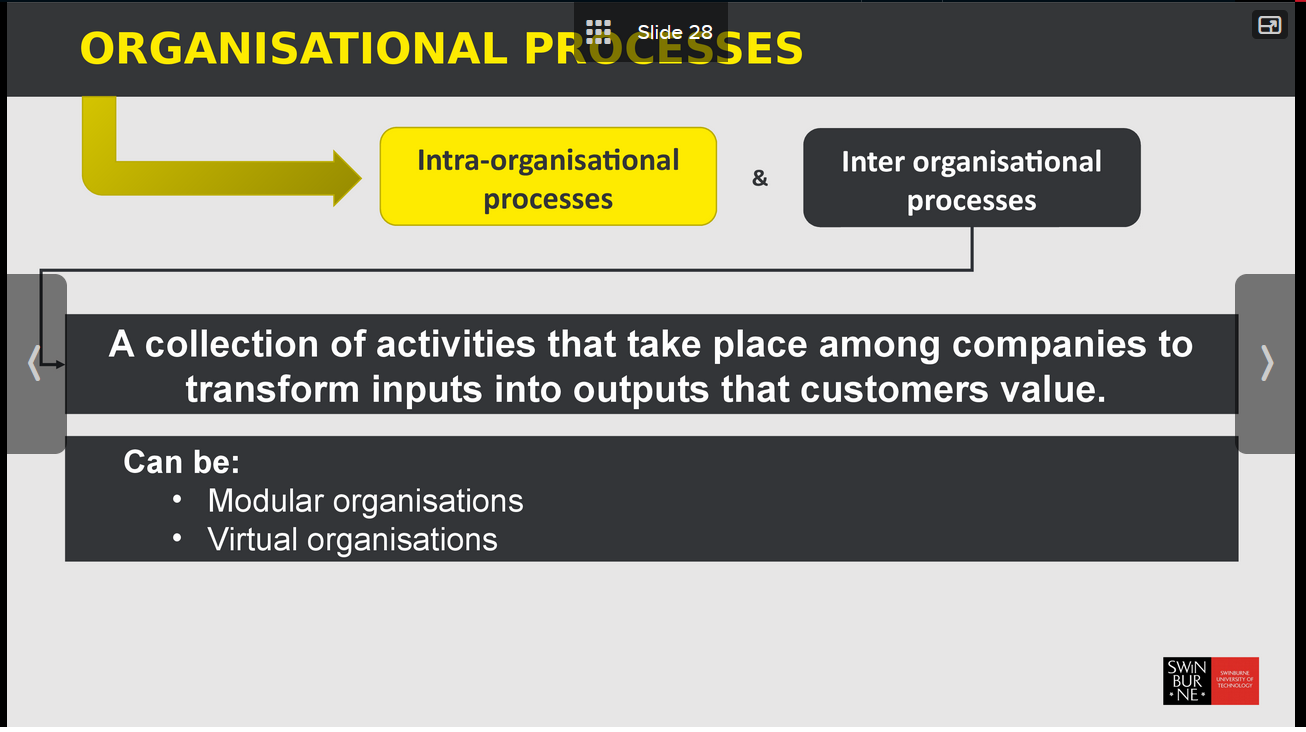 ORGANISATIONAL PROCESSES
Slide 28
Intra-organisational
processes
&
Inter organisational
processes
A collection of activities that take place among companies to
transform inputs into outputs that customers value.
Can be:
• Modular organisations
• Virtual organisations
SWiN
BUR
* NE *
SWINBURNE
UNIVERSITY OF
TECHNOLOGY